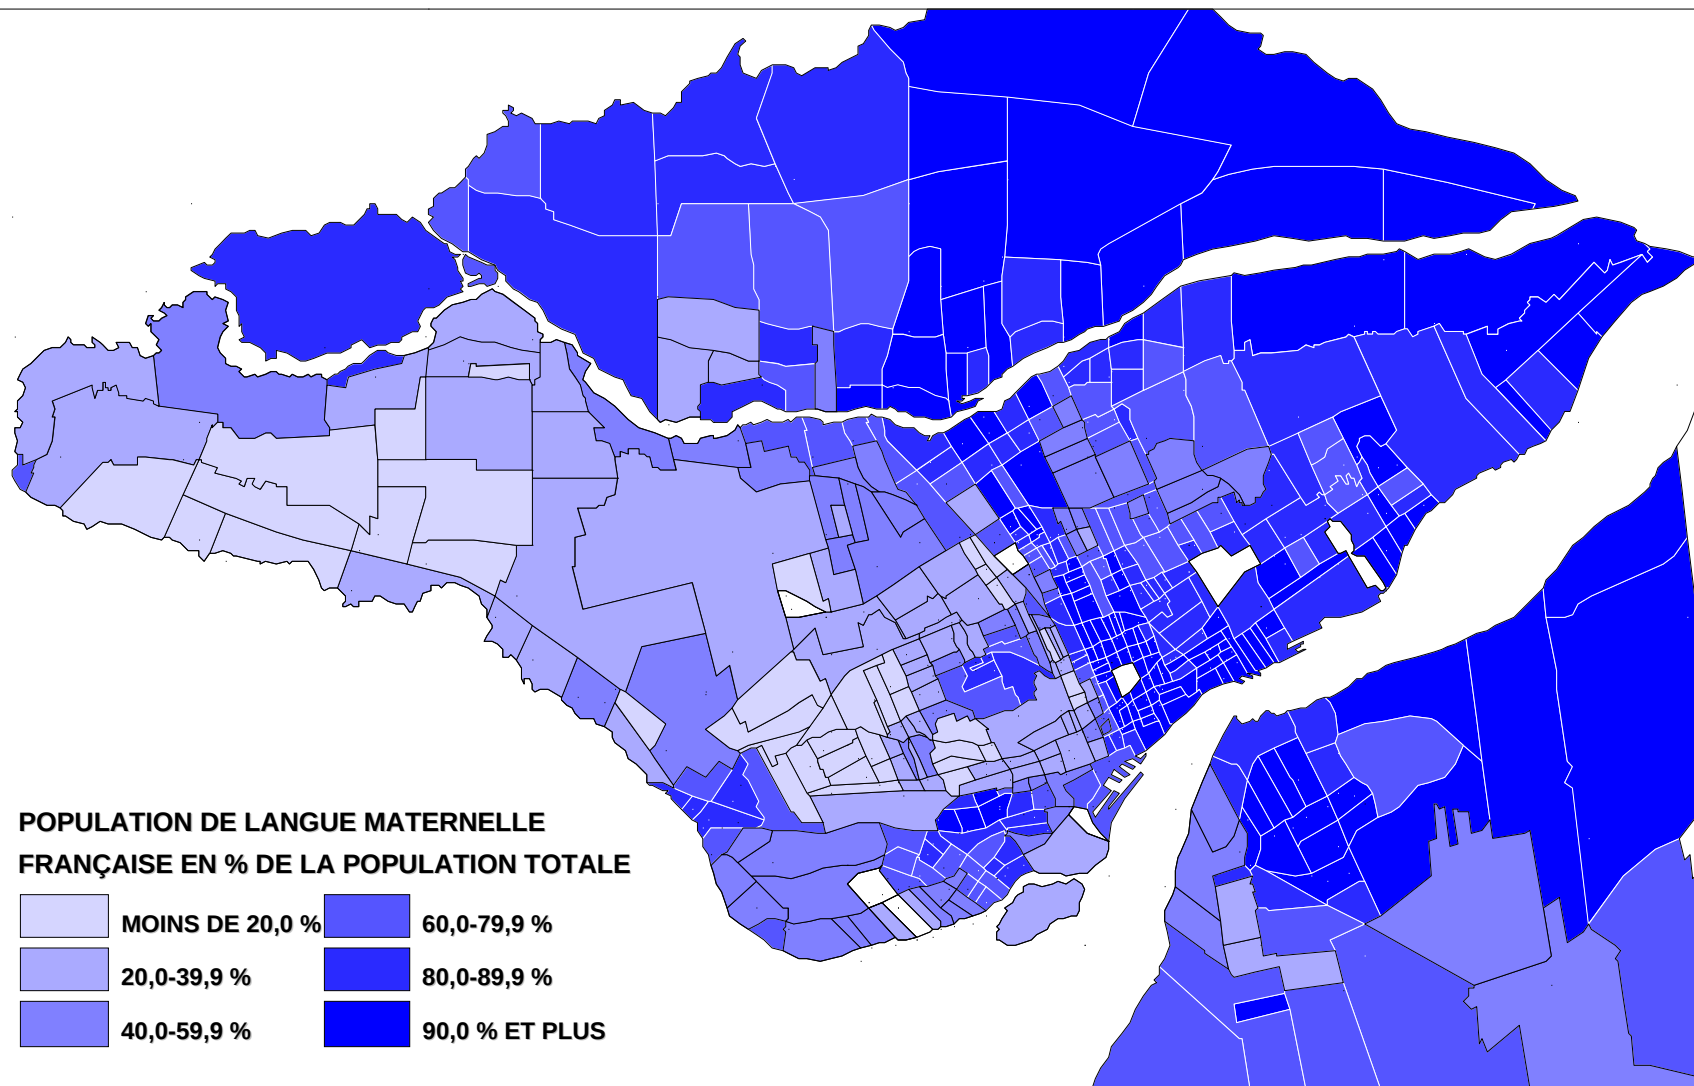 POPULATION DE LANGUE MATERNELLE
FRANÇAISE EN % DE LA POPULATION TOTALE
MOINS DE 20,0 %
20,0-39,9 %
40,0-59,9 %
60,0-79,9 %
80,0-89,9 %
90,0 % ET PLUS